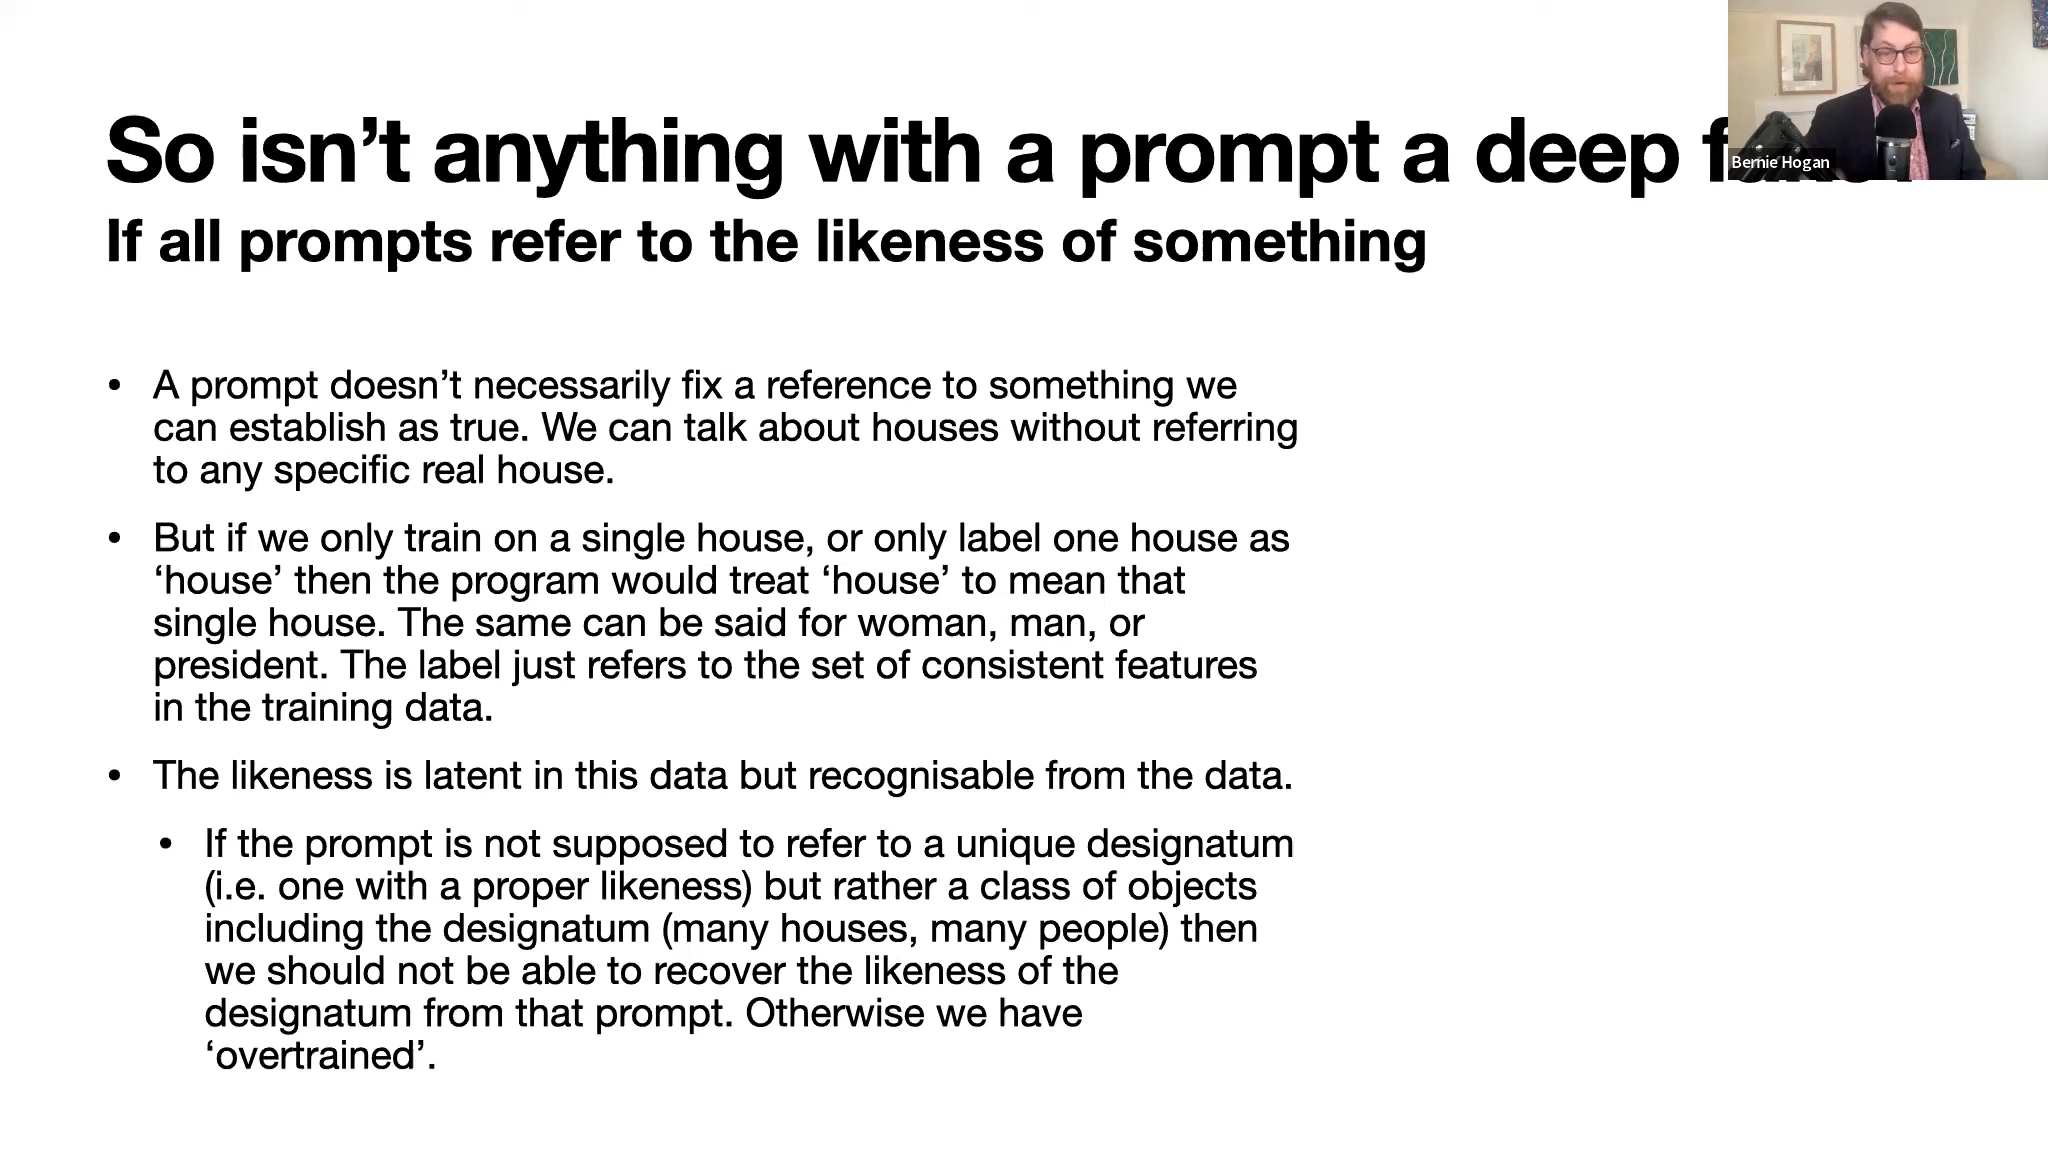 So isn’t anything with a prompt a deep
Bernie Hogan
If all prompts refer to the likeness of something
• A prompt doesn’t necessarily fix a reference to something we
can establish as true. We can talk about houses without referring
to any specific real house.
• But if we only train on a single house, or only label one house as
‘house’ then the program would treat ‘house’ to mean that
single house. The same can be said for woman, man, or
president. The label just refers to the set of consistent features
in the training data.
• The likeness is latent in this data but recognisable from the data.
• If the prompt is not supposed to refer to a unique designatum
(i.e. one with a proper likeness) but rather a class of objects
including the designatum (many houses, many people) then
we should not be able to recover the likeness of the
designatum from that prompt. Otherwise we have
‘overtrained’.